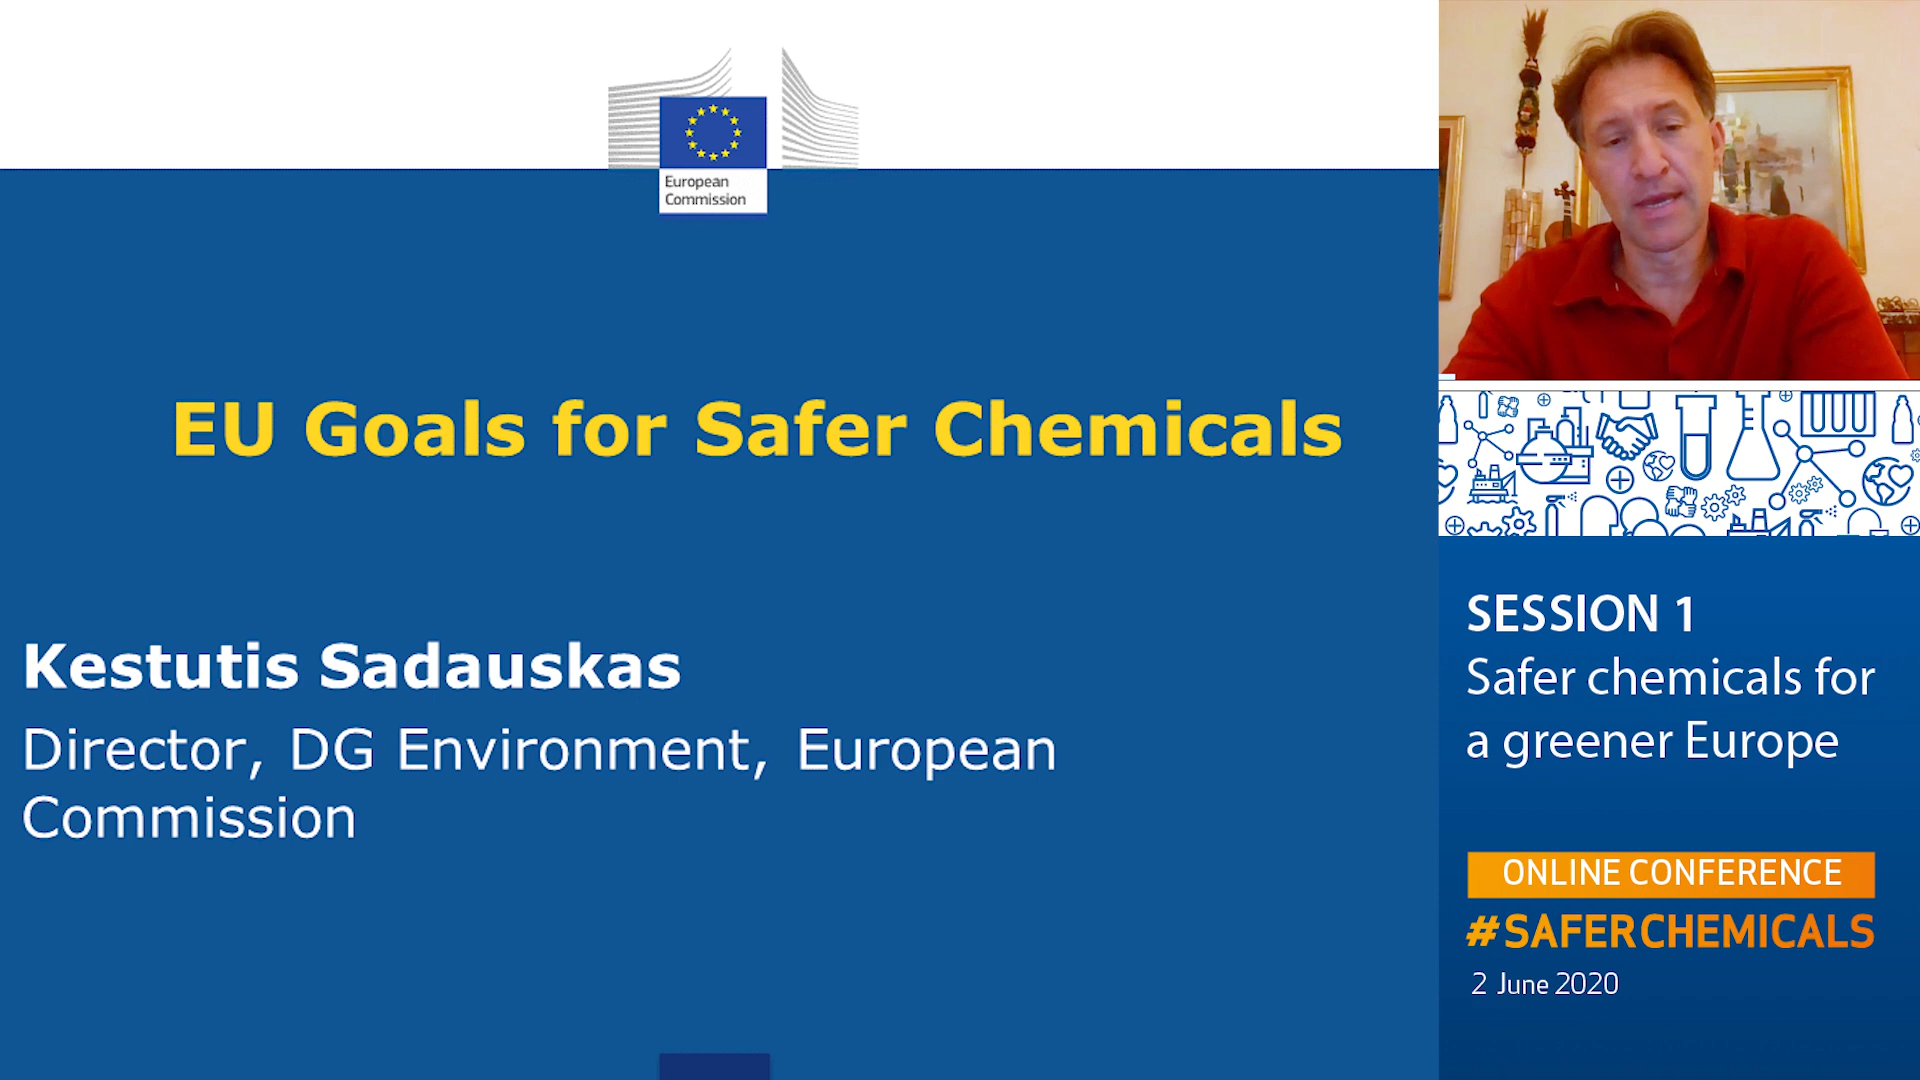 European
Commission
EU Goals for Safer Chemicals
Kestutis Sadauskas
Director, DG Environment, European
Commission
SESSION 1
Safer chemicals for
a greener Europe
ONLINE CONFERENCE
#SAFERCHEMICALS
2 June 2020